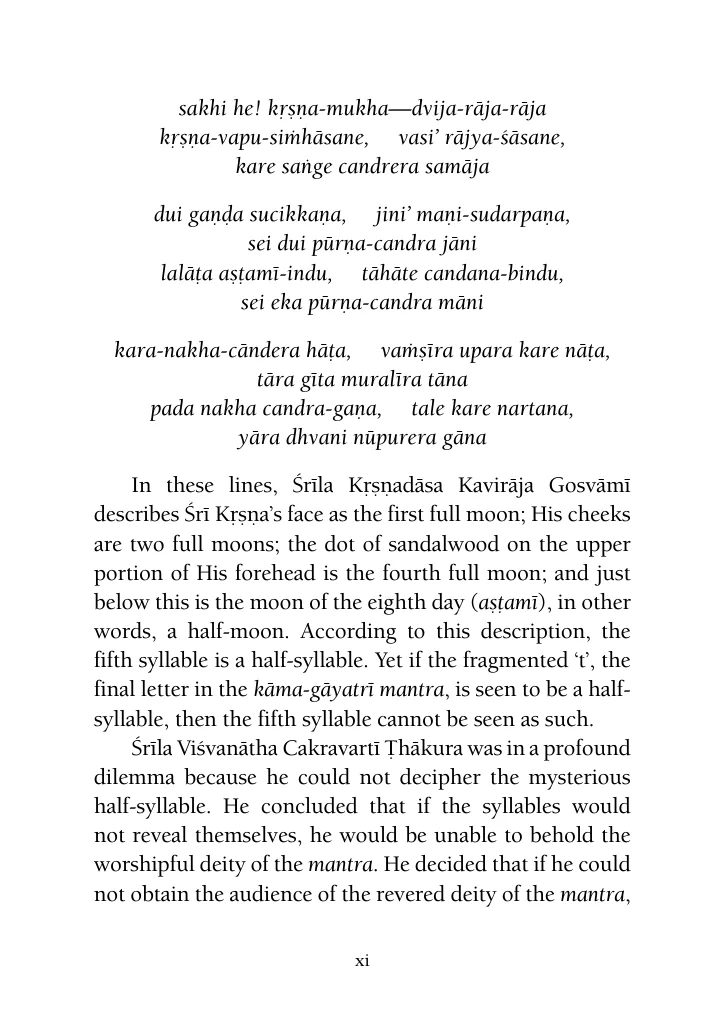 sakhi he! kṛṣṇa-mukha—dvija-rāja-rāja
kṛṣṇa-vapu-siṁhāsane, vasi’ rājya-śāsane,
kare saṅge candrera samāja
dui gaṇḍa sucikkaṇa, jini’ maṇi-sudarpaṇa,
sei dui pūrṇa-candra jāni
lalāṭa aṣṭamī-indu, tāhāte candana-bindu,
sei eka pūrṇa-candra māni
kara-nakha-cāndera hāṭa, vaṁṣīra upara kare nāṭa,
tāra gīta muralīra tāna
pada nakha candra-gaṇa, tale kare nartana,
yāra dhvani nūpurera gāna
In these lines, Śrīla Kṛṣṇadāsa Kavirāja Gosvāmī
describes Śrī Kṛṣṇa’s face as the first full moon; His cheeks
are two full moons; the dot of sandalwood on the upper
portion of His forehead is the fourth full moon; and just
below this is the moon of the eighth day (aṣṭamī), in other
words, a half-moon. According to this description, the
fifth syllable is a half-syllable. Yet if the fragmented ‘t’, the
final letter in the kāma-gāyatrī mantra, is seen to be a half-
syllable, then the fifth syllable cannot be seen as such.
Śrīla Viśvanātha Cakravartī Ṭhākura was in a profound
dilemma because he could not decipher the mysterious
half-syllable. He concluded that if the syllables would
not reveal themselves, he would be unable to behold the
worshipful deity of the mantra. He decided that if he could
not obtain the audience of the revered deity of the mantra,
xi